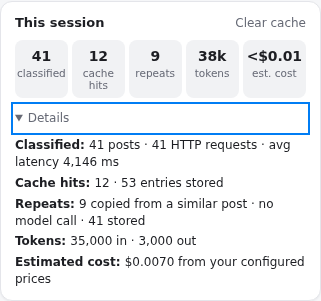 This session
Clear cache
41 12 9 38k <$0.01
classified cache hits repeats tokens est. cost
▼ Details
Classified: 41 posts · 41 HTTP requests · avg
latency 4,146 ms
Cache hits: 12 · 53 entries stored
Repeats: 9 copied from a similar post · no
model call · 41 stored
Tokens: 35,000 in · 3,000 out
Estimated cost: $0.0070 from your configured
prices